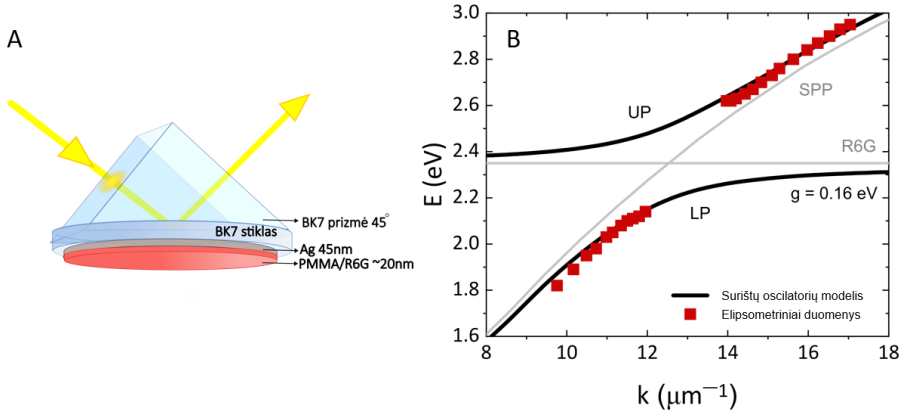 A
BK7 prizmė 45°
BK7 stiklas
Ag 45nm
PMMA/R6G ~20nm
B
3.0
2.8
2.6
2.4
2.2
2.0
1.8
1.6
E (eV)
UP
SPP
R6G
g = 0.16 eV
LP
Surištų oscilatorių modelis
Elipsometriniai duomenys
8 10 12 14 16 18
k (μm⁻¹)